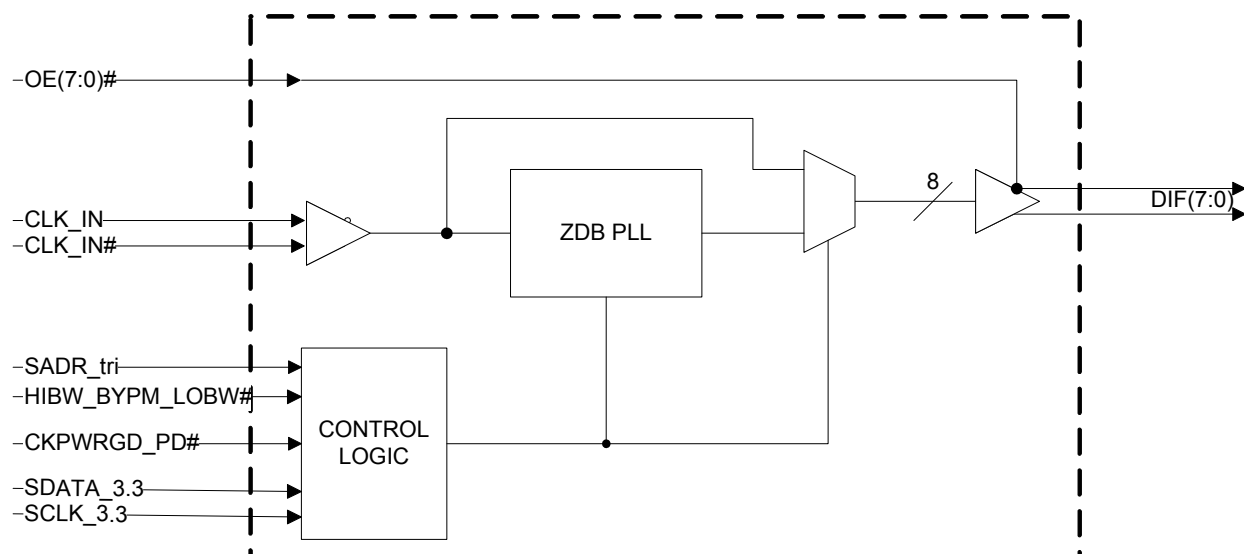 OE(7:0)#
8
DIF(7:0)
CLK_IN
CLK_IN#
ZDB PLL
SADR_tri
HIBW_BYPM_LOBW#
CKPWRGD_PD#
CONTROL
LOGIC
SDATA_3.3
SCLK_3.3